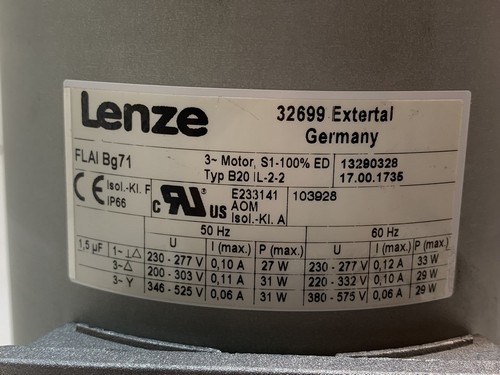 Lenze
32699 Extertal
Germany
FLAI Bg71
3~ Motor, S1-100% ED
Typ B20 IL-2-2
13290328
17.00.1735
CE Isol.-Kl. F
IP66
c RU US
E233141
AOM
Isol.-Kl. A
103928
50 Hz 60 Hz
U I (max.) P (max.) U I (max.) P (max.)
1,5 µF 1~ ⊥△ 230 - 277 V 0,10 A 27 W 230 - 277 V 0,12 A 33 W
3~ △ 200 - 303 V 0,11 A 31 W 220 - 332 V 0,10 A 29 W
3~ Y 346 - 525 V 0,06 A 31 W 380 - 575 V 0,06 A 29 W